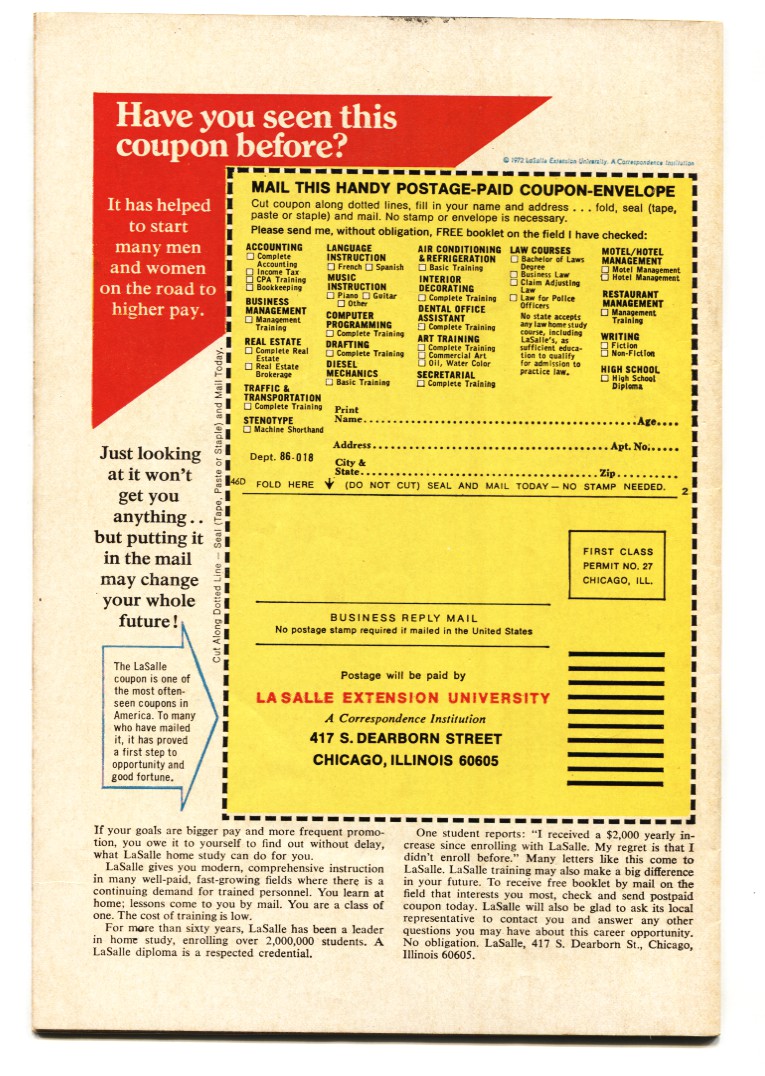 Have you seen this
coupon before?
© 1972 LaSalle Extension University. A Correspondence Institution
It has helped
to start
many men
and women
on the road to
higher pay.
Just looking
at it won't
get you
anything..
but putting it
in the mail
may change
your whole
future!
The LaSalle
coupon is one of
the most often-
seen coupons in
America. To many
who have mailed
it, it has proved
a first step to
opportunity and
good fortune.
Cut Along Dotted Line — Seal (Tape, Paste or Staple) and Mail Today.
MAIL THIS HANDY POSTAGE-PAID COUPON-ENVELOPE
Cut coupon along dotted lines, fill in your name and address . . . fold, seal (tape,
paste or staple) and mail. No stamp or envelope is necessary.
Please send me, without obligation, FREE booklet on the field I have checked:
ACCOUNTING
☐ Complete
Accounting
☐ Income Tax
☐ CPA Training
☐ Bookkeeping
BUSINESS
MANAGEMENT
☐ Management
Training
REAL ESTATE
☐ Complete Real
Estate
☐ Real Estate
Brokerage
TRAFFIC &
TRANSPORTATION
☐ Complete Training
STENOTYPE
☐ Machine Shorthand
LANGUAGE
INSTRUCTION
☐ French ☐ Spanish
MUSIC
INSTRUCTION
☐ Piano ☐ Guitar
☐ Other
COMPUTER
PROGRAMMING
☐ Complete Training
DRAFTING
☐ Complete Training
DIESEL
MECHANICS
☐ Basic Training
AIR CONDITIONING
& REFRIGERATION
☐ Basic Training
INTERIOR
DECORATING
☐ Complete Training
DENTAL OFFICE
ASSISTANT
☐ Complete Training
ART TRAINING
☐ Complete Training
☐ Commercial Art
☐ Oil, Water Color
SECRETARIAL
☐ Complete Training
LAW COURSES
☐ Bachelor of Laws
Degree
☐ Business Law
☐ Claim Adjusting
Law
☐ Law for Police
Officers
No state accepts
any law home study
course, including
LaSalle's, as
sufficient educa-
tion to qualify
for admission to
practice law.
MOTEL/HOTEL
MANAGEMENT
☐ Motel Management
☐ Hotel Management
RESTAURANT
MANAGEMENT
☐ Management
Training
WRITING
☐ Fiction
☐ Non-Fiction
HIGH SCHOOL
☐ High School
Diploma
Print
Name Age
Address Apt. No.
Dept. 86-018
City &
State Zip
46D FOLD HERE (DO NOT CUT) SEAL AND MAIL TODAY — NO STAMP NEEDED. 2
FIRST CLASS
PERMIT NO. 27
CHICAGO, ILL.
BUSINESS REPLY MAIL
No postage stamp required if mailed in the United States
Postage will be paid by
LA SALLE EXTENSION UNIVERSITY
A Correspondence Institution
417 S. DEARBORN STREET
CHICAGO, ILLINOIS 60605
If your goals are bigger pay and more frequent promo-
tion, you owe it to yourself to find out without delay,
what LaSalle home study can do for you.
LaSalle gives you modern, comprehensive instruction
in many well-paid, fast-growing fields where there is a
continuing demand for trained personnel. You learn at
home; lessons come to you by mail. You are a class of
one. The cost of training is low.
For more than sixty years, LaSalle has been a leader
in home study, enrolling over 2,000,000 students. A
LaSalle diploma is a respected credential.
One student reports: "I received a $2,000 yearly in-
crease since enrolling with LaSalle. My regret is that I
didn't enroll before." Many letters like this come to
LaSalle. LaSalle training may also make a big difference
in your future. To receive free booklet by mail on the
field that interests you most, check and send postpaid
coupon today. LaSalle will also be glad to ask its local
representative to contact you and answer any other
questions you may have about this career opportunity.
No obligation. LaSalle, 417 S. Dearborn St., Chicago,
Illinois 60605.